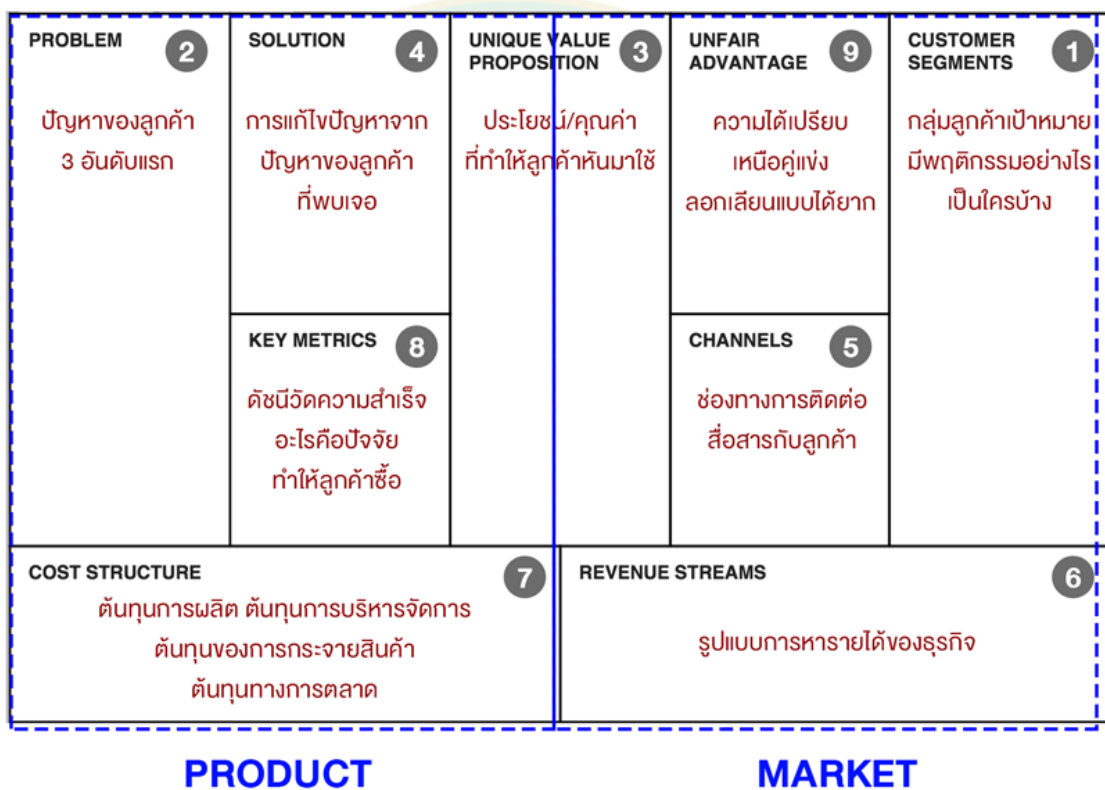 PROBLEM
2
ปัญหาของลูกค้า
3 อันดับแรก
SOLUTION
4
การแก้ไขปัญหาจาก
ปัญหาของลูกค้า
ที่พบเจอ
KEY METRICS
8
ดัชนีวัดความสำเร็จ
อะไรคือปัจจัย
ทำให้ลูกค้าซื้อ
UNIQUE VALUE
PROPOSITION
3
ประโยชน์/คุณค่า
ที่ทำให้ลูกค้าหันมาใช้
UNFAIR
ADVANTAGE
9
ความได้เปรียบ
เหนือคู่แข่ง
ลอกเลียนแบบได้ยาก
CHANNELS
5
ช่องทางการติดต่อ
สื่อสารกับลูกค้า
CUSTOMER
SEGMENTS
1
กลุ่มลูกค้าเป้าหมาย
มีพฤติกรรมอย่างไร
เป็นใครบ้าง
COST STRUCTURE
7
ต้นทุนการผลิต ต้นทุนการบริหารจัดการ
ต้นทุนของการกระจายสินค้า
ต้นทุนทางการตลาด
REVENUE STREAMS
6
รูปแบบการหารายได้ของธุรกิจ
PRODUCT
MARKET